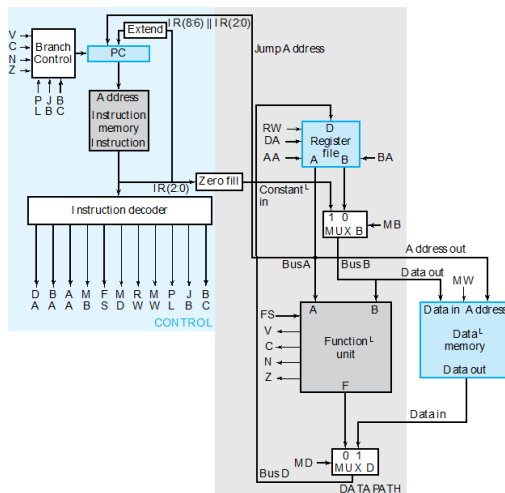 IR(8:6) || IR(2:0)
Extend
Jump Address
V
C
N
Z
Branch
Control
PC
P
L
J
B
B
C
Address
Instruction
memory
Instruction
RW
DA
AA
D
Register
file
A B
BA
IR(2:0)
Zero fill
Constant
in
1 0
MUX B
MB
Instruction decoder
Address out
Bus A
Bus B
Data out
MW
D
A
B
A
A
A
M
B
F
S
M
D
R
W
M
W
P
L
J
B
B
C
CONTROL
FS
V
C
N
Z
A B
Function
unit
F
Data in Address
Data
memory
Data out
Data in
MD
0 1
MUX D
Bus D
DATAPATH